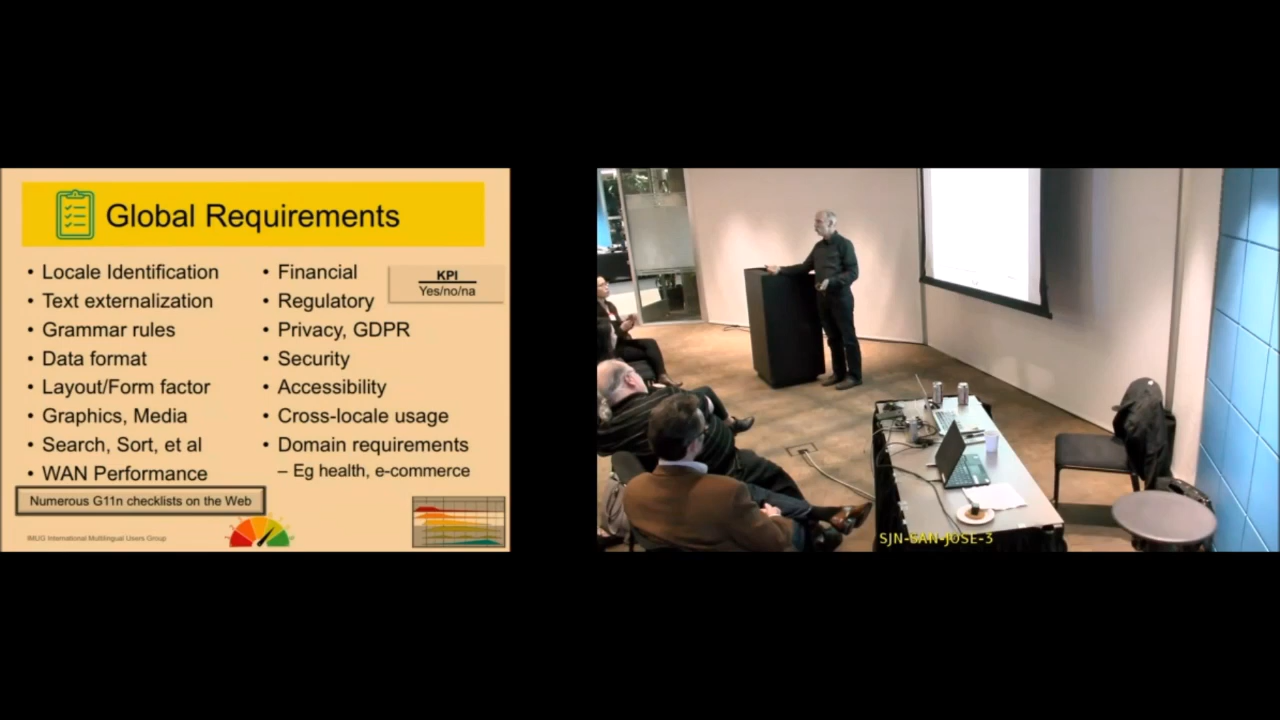 Global Requirements
• Locale Identification
• Text externalization
• Grammar rules
• Data format
• Layout/Form factor
• Graphics, Media
• Search, Sort, et al
• WAN Performance
• Financial
• Regulatory
• Privacy, GDPR
• Security
• Accessibility
• Cross-locale usage
• Domain requirements
– Eg health, e-commerce
KPI
Yes/no/na
Numerous G11n checklists on the Web
IMUG International Multilingual Users Group
SJN-SAN-JOSE-3